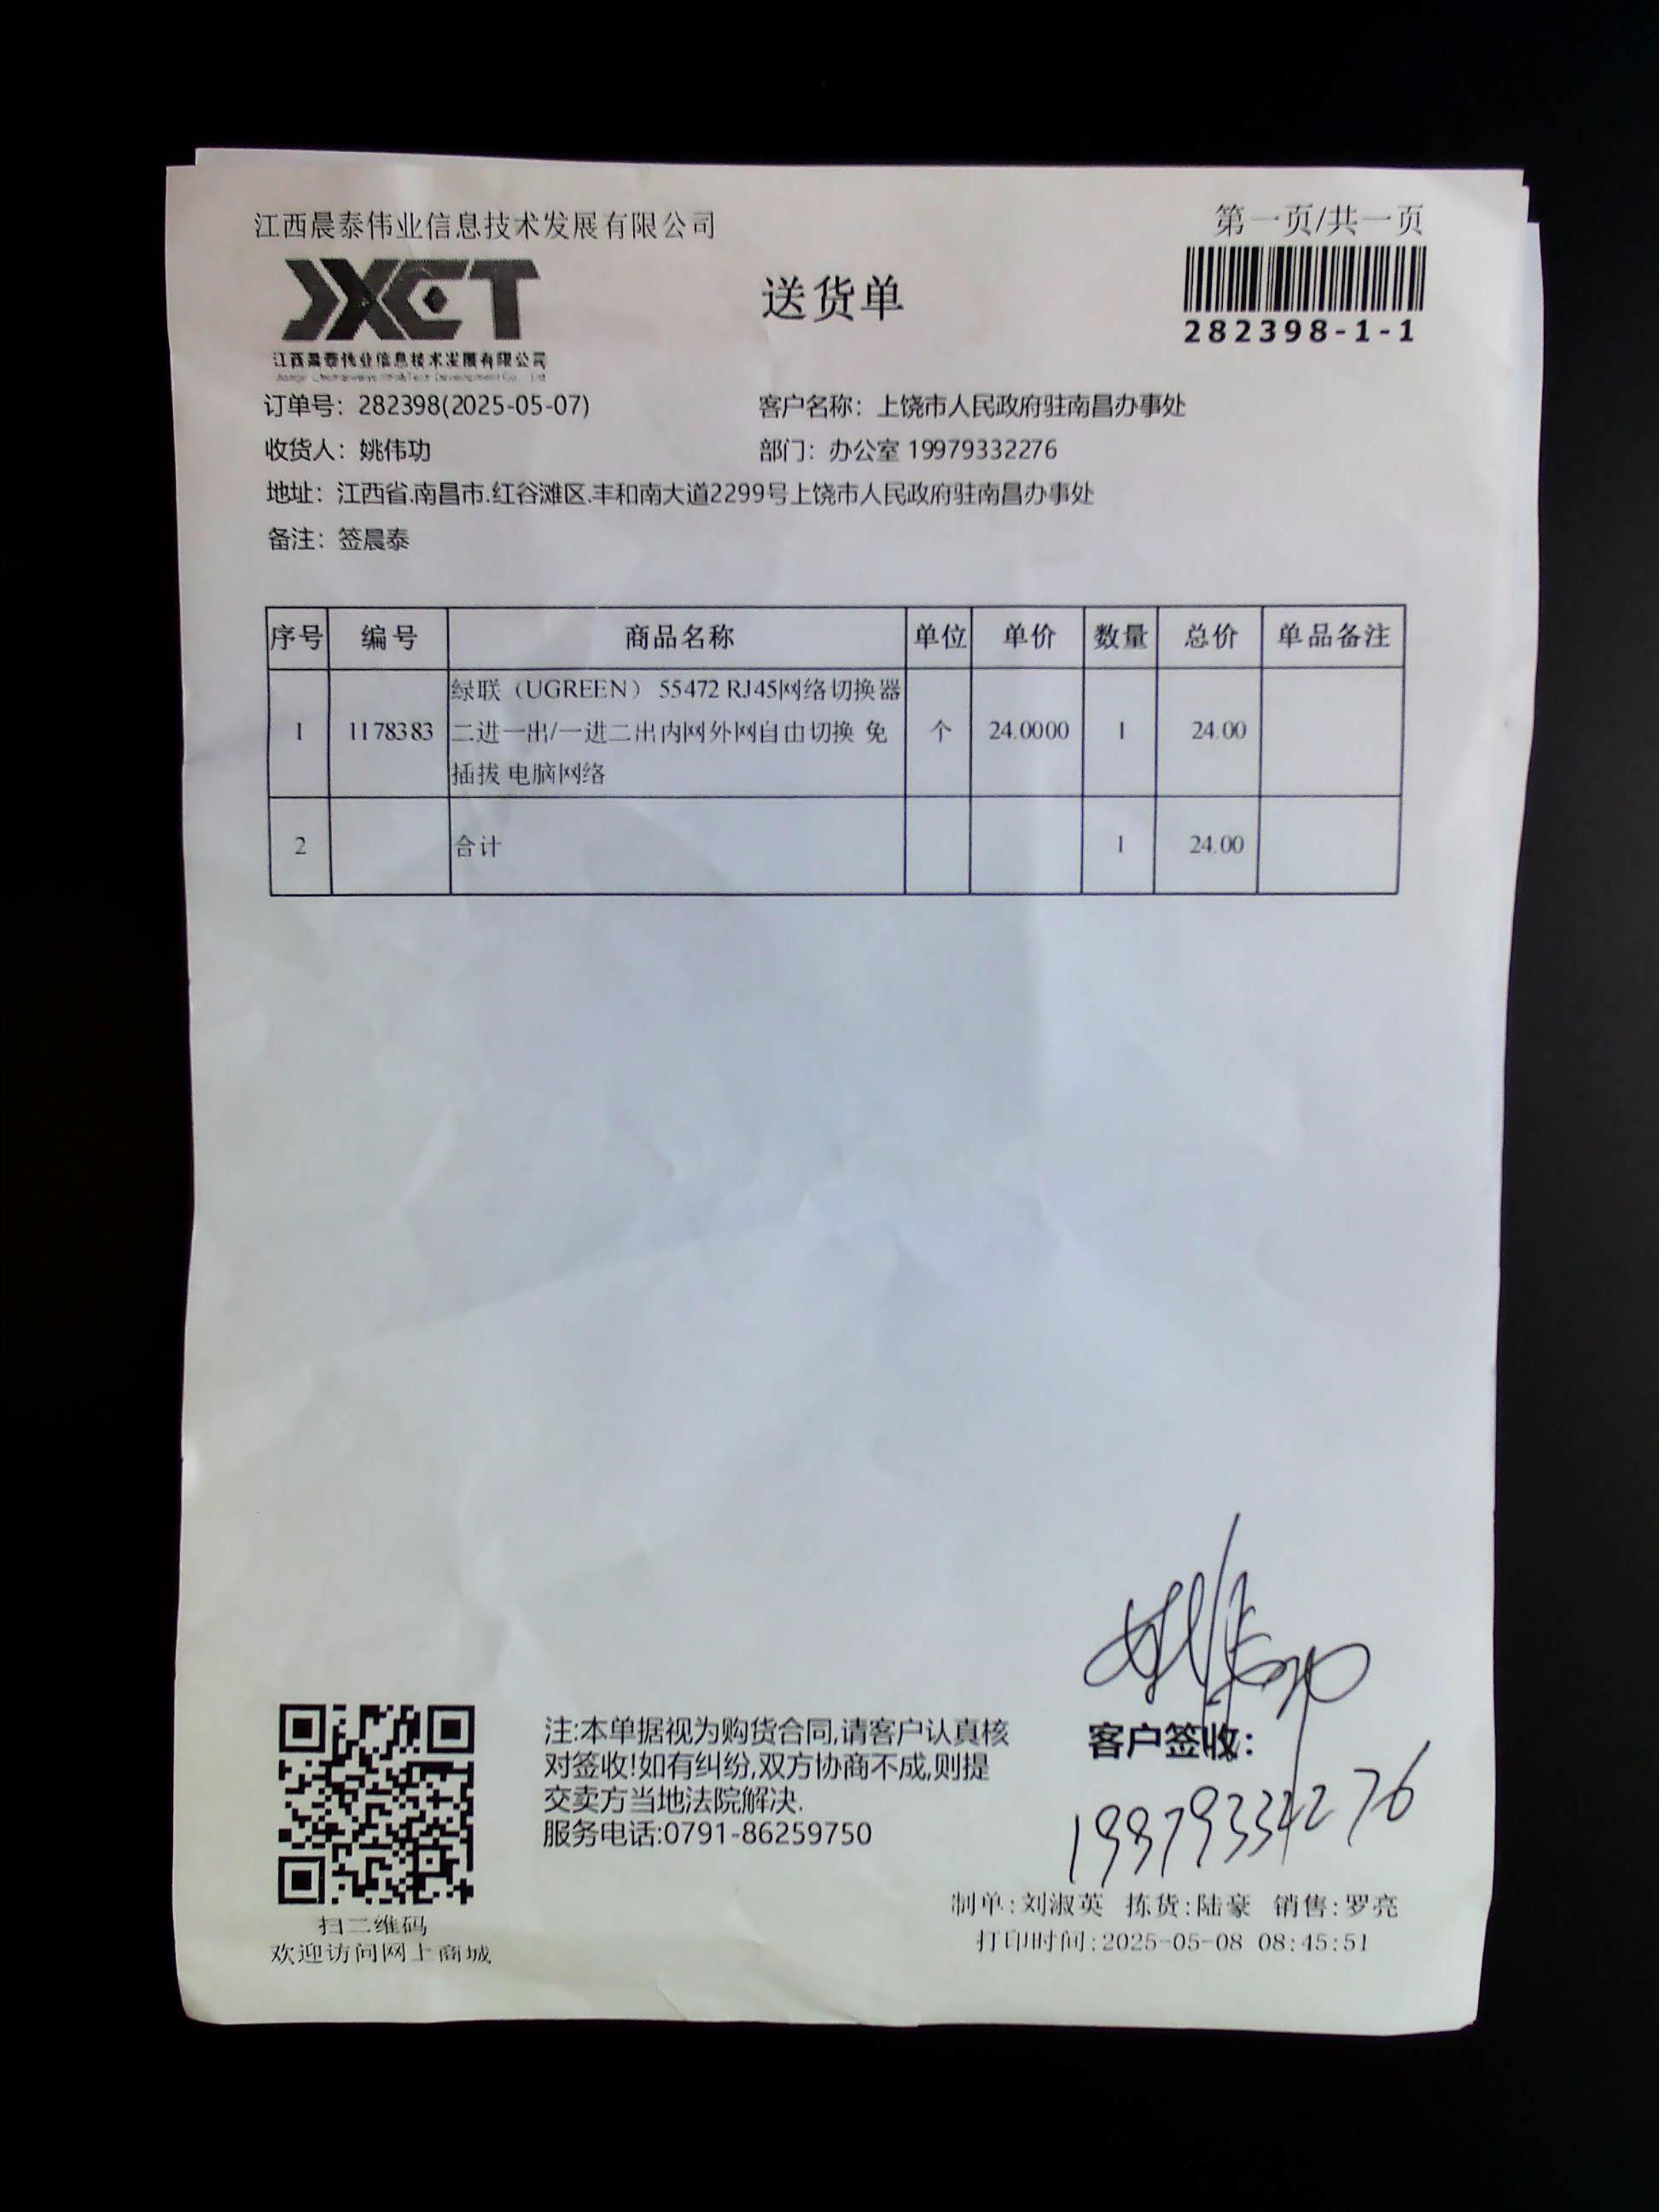 江西晨泰伟业信息技术发展有限公司
第一页/共一页
JXCT
江西晨泰伟业信息技术发展有限公司
送货单
282398-1-1
订单号：282398(2025-05-07)
客户名称：上饶市人民政府驻南昌办事处
收货人：姚伟功
部门：办公室 19979332276
地址：江西省.南昌市.红谷滩区.丰和南大道2299号上饶市人民政府驻南昌办事处
备注：签晨泰
序号 编号 商品名称 单位 单价 数量 总价 单品备注
1 1178383 绿联（UGREEN） 55472 RJ45网络切换器
二进一出/一进二出内网外网自由切换 免
插拔 电脑网络 个 24.0000 1 24.00
2 合计 1 24.00
姚伟功
客户签收：
19979332276
注:本单据视为购货合同,请客户认真核
对签收!如有纠纷,双方协商不成,则提
交卖方当地法院解决.
服务电话:0791-86259750
扫二维码
欢迎访问网上商城
制单:刘淑英 拣货:陆豪 销售:罗亮
打印时间:2025-05-08 08:45:51